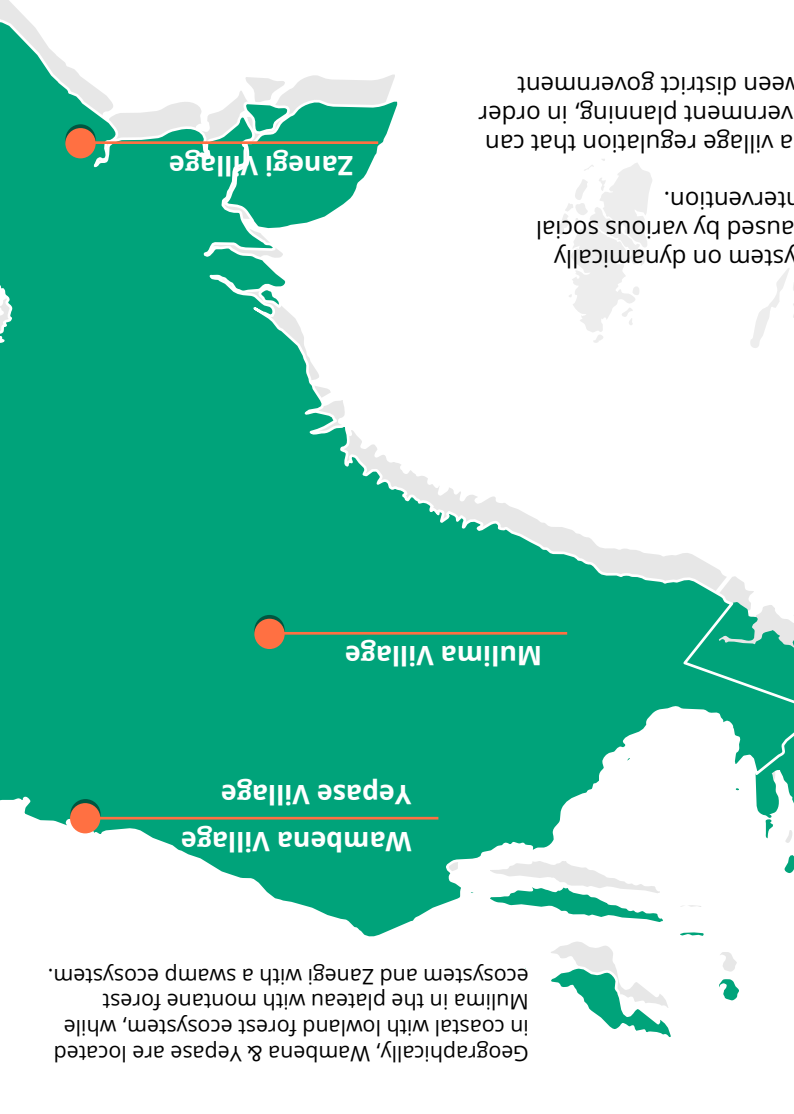 Geographically, Wambena & Yepase are located
in coastal with lowland forest ecosystem, while
Mulima in the plateau with montane forest
ecosystem and Zanegi with a swamp ecosystem.
Wambena Village
Yepase Village
Mulima Village
Zanegi Village
ystem on dynamically
aused by various social
ntervention.
a village regulation that can
vernment planning, in order
ween district government